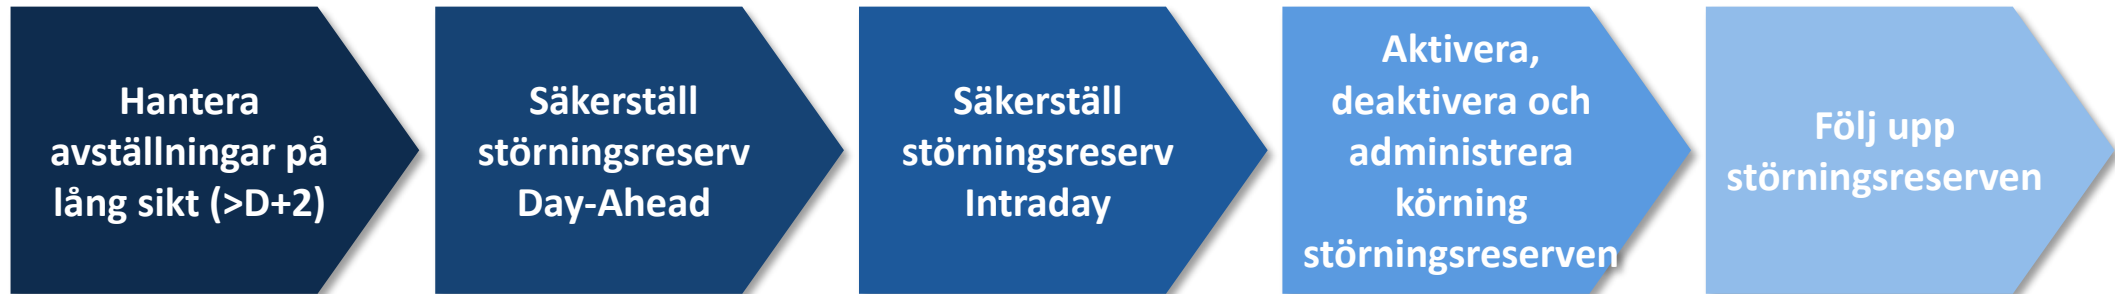 Hantera
avställningar på
lång sikt (>D+2)
Säkerställ
störningsreserv
Day-Ahead
Säkerställ
störningsreserv
Intraday
Aktivera,
deaktivera och
administrera
körning
störningsreserven
Följ upp
störningsreserven